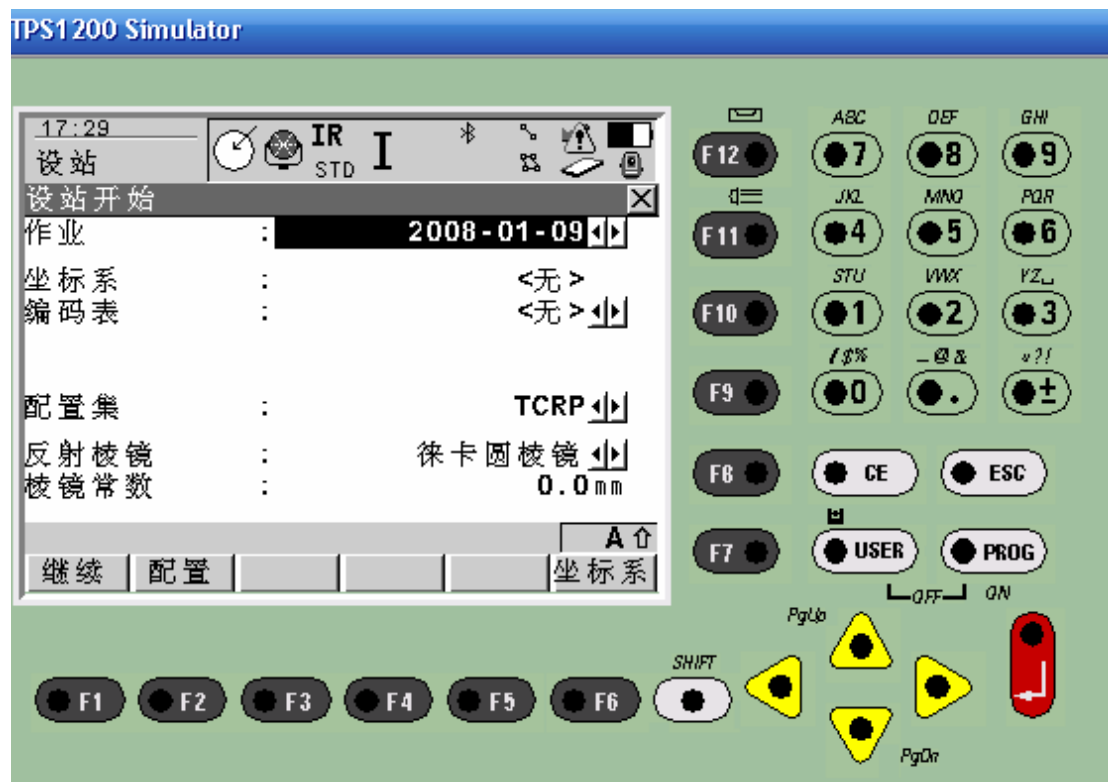 TPS1200 Simulator
17:29
设站
IR
STD
I
设站开始
作业 : 2008-01-09
坐标系 : <无>
编码表 : <无>
配置集 : TCRP
反射棱镜 : 徕卡圆棱镜
棱镜常数 : 0.0mm
A
继续 配置 坐标系
ABC DEF GHI
F12 7 8 9
JKL MNO PQR
F11 4 5 6
STU VWX YZ
F10 1 2 3
/$% _@& *?!
F9 0 . ±
F8 CE ESC
F7 USER PROG
OFF ON
PgUp
SHIFT
F1 F2 F3 F4 F5 F6
PgDn